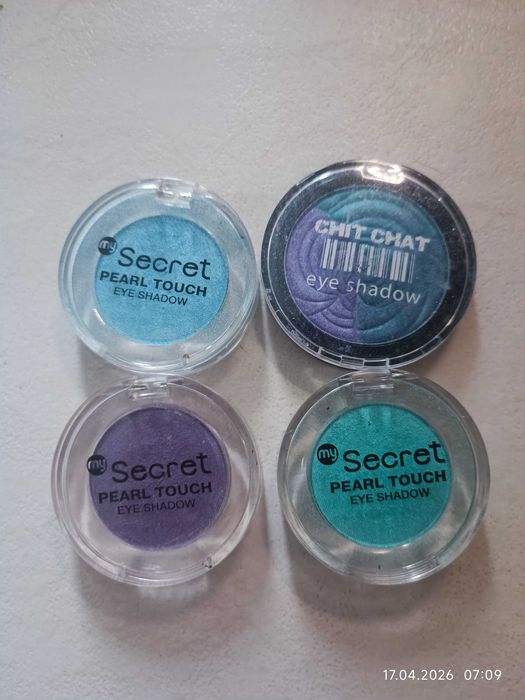 my Secret
PEARL TOUCH
EYE SHADOW
CHIT CHAT
eye shadow
my Secret
PEARL TOUCH
EYE SHADOW
my Secret
PEARL TOUCH
EYE SHADOW
17.04.2026 07:09